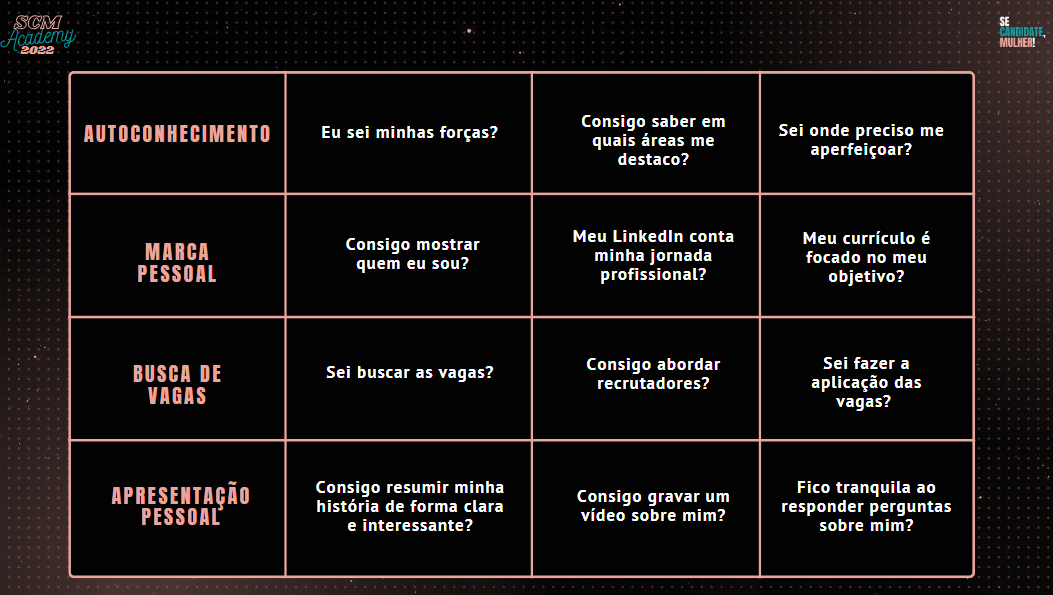 SCM
Academy
2022
SE
CANDIDATE,
MULHER!
AUTOCONHECIMENTO
Eu sei minhas forças?
Consigo saber em
quais áreas me
destaco?
Sei onde preciso me
aperfeiçoar?
MARCA
PESSOAL
Consigo mostrar
quem eu sou?
Meu LinkedIn conta
minha jornada
profissional?
Meu currículo é
focado no meu
objetivo?
BUSCA DE
VAGAS
Sei buscar as vagas?
Consigo abordar
recrutadores?
Sei fazer a
aplicação das
vagas?
APRESENTAÇÃO
PESSOAL
Consigo resumir minha
história de forma clara
e interessante?
Consigo gravar um
vídeo sobre mim?
Fico tranquila ao
responder perguntas
sobre mim?